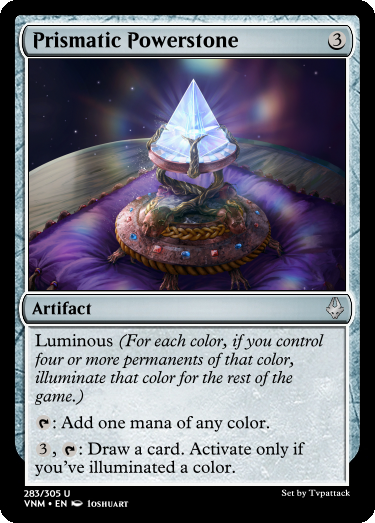 Prismatic Powerstone 3
Artifact
Luminous (For each color, if you control
four or more permanents of that color,
illuminate that color for the rest of the
game.)
: Add one mana of any color.
3, : Draw a card. Activate only if
you've illuminated a color.
283/305 U Set by Tvpattack
VNM • EN Ioshuart